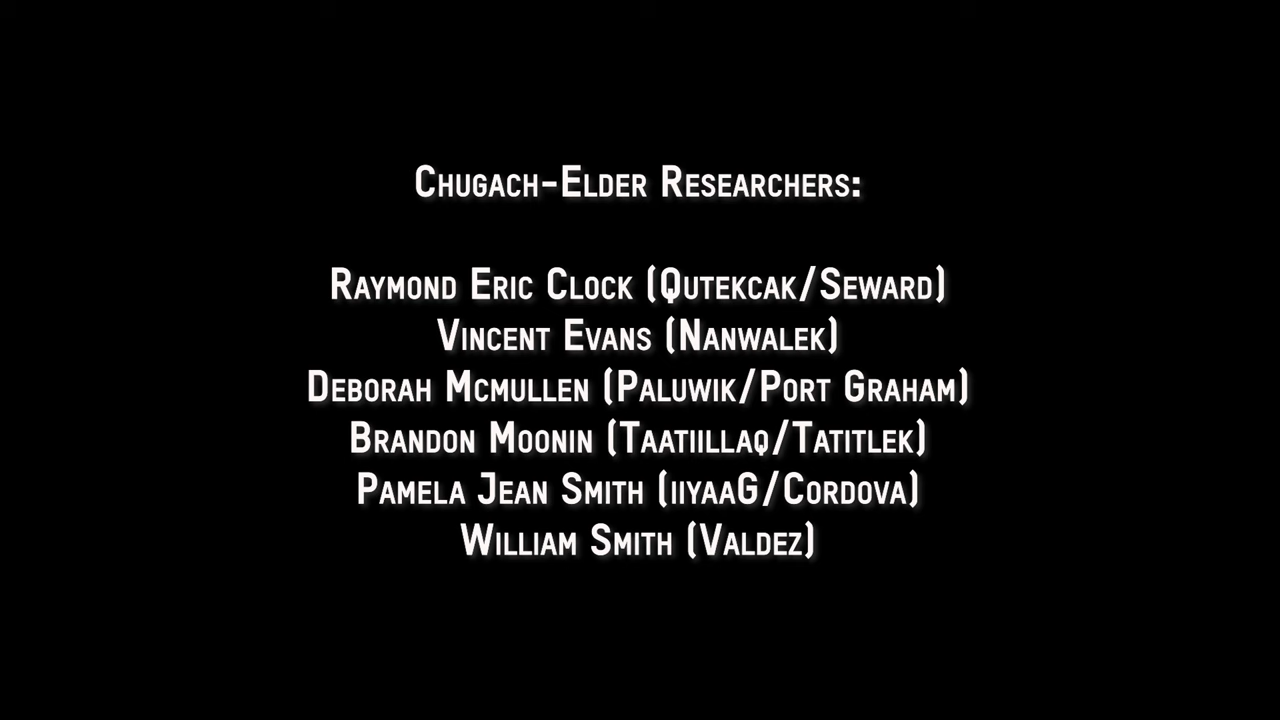 Chugach-Elder Researchers:
Raymond Eric Clock (Qutekcak/Seward)
Vincent Evans (Nanwalek)
Deborah Mcmullen (Paluwik/Port Graham)
Brandon Moonin (Taatiillaq/Tatitlek)
Pamela Jean Smith (iiyaaG/Cordova)
William Smith (Valdez)